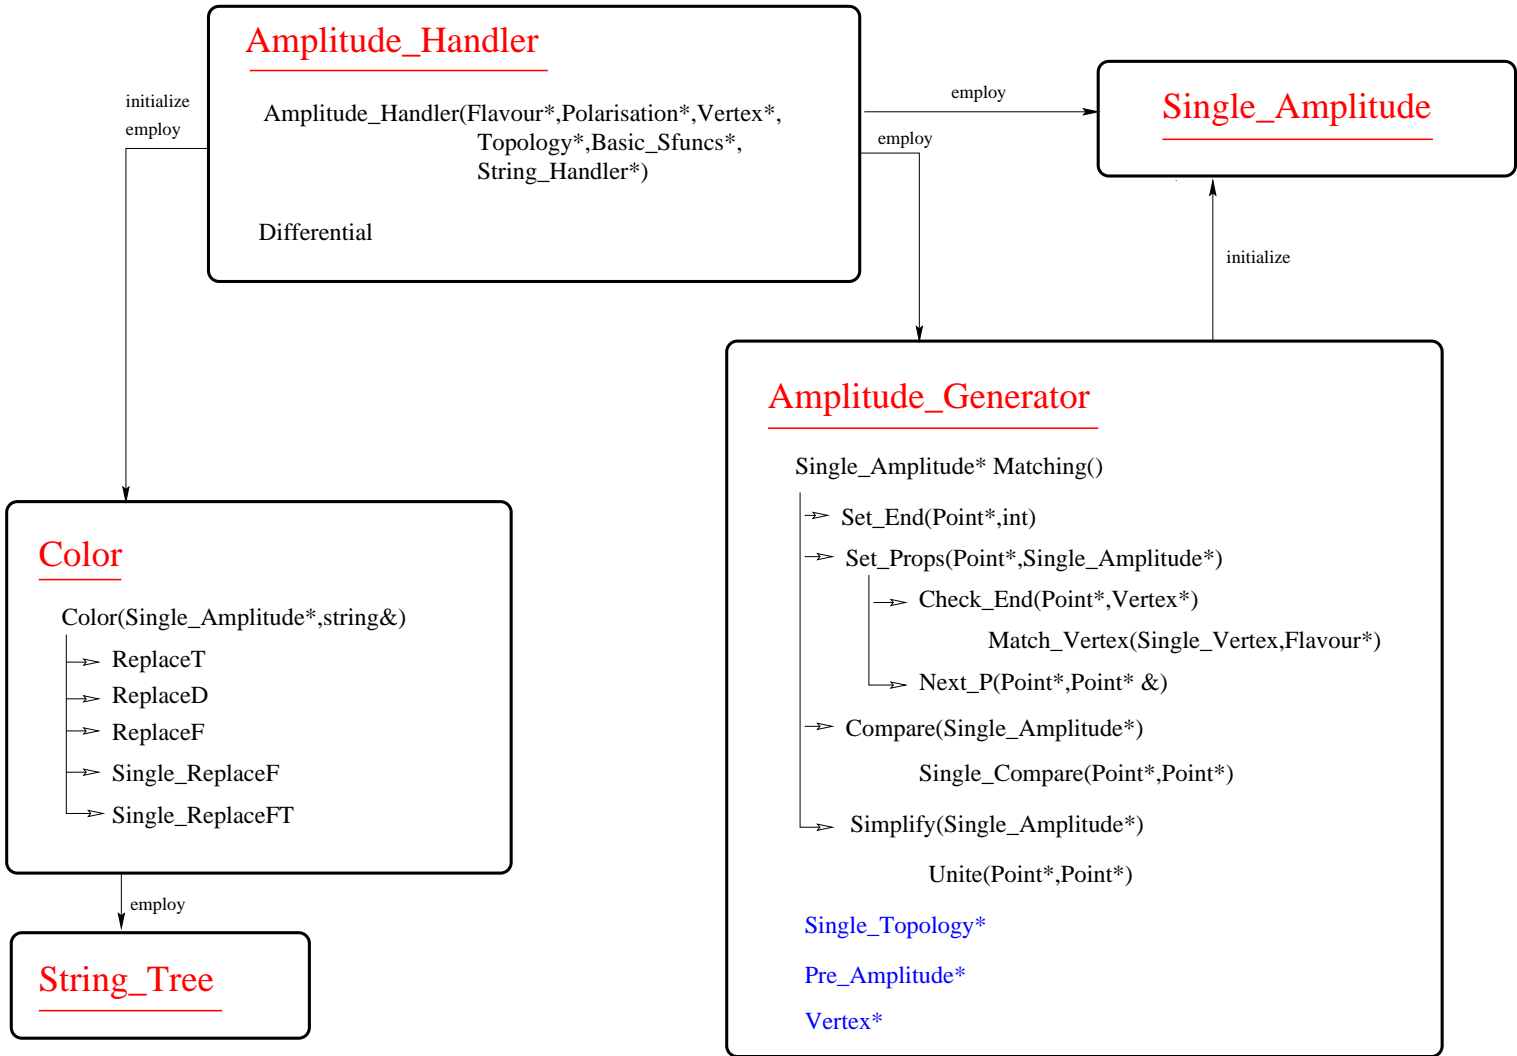 Amplitude_Handler
Amplitude_Handler(Flavour*,Polarisation*,Vertex*,
Topology*,Basic_Sfuncs*,
String_Handler*)
Differential
initialize
employ
employ
employ
Single_Amplitude
initialize
Amplitude_Generator
Single_Amplitude* Matching()
Set_End(Point*,int)
Set_Props(Point*,Single_Amplitude*)
Check_End(Point*,Vertex*)
Match_Vertex(Single_Vertex,Flavour*)
Next_P(Point*,Point* &)
Compare(Single_Amplitude*)
Single_Compare(Point*,Point*)
Simplify(Single_Amplitude*)
Unite(Point*,Point*)
Single_Topology*
Pre_Amplitude*
Vertex*
Color
Color(Single_Amplitude*,string&)
ReplaceT
ReplaceD
ReplaceF
Single_ReplaceF
Single_ReplaceFT
employ
String_Tree